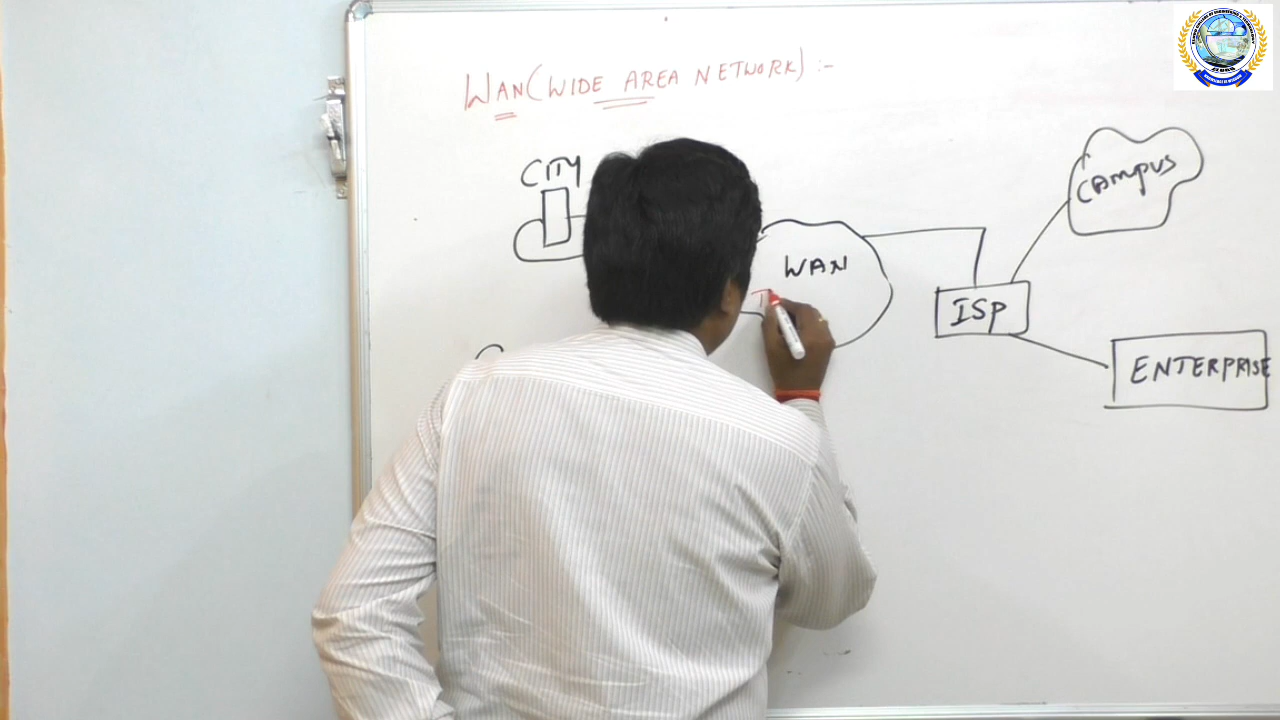 WAN (WIDE AREA NETWORK) :-
CITY
CAMPUS
WAN
ISP
ENTERPRISE